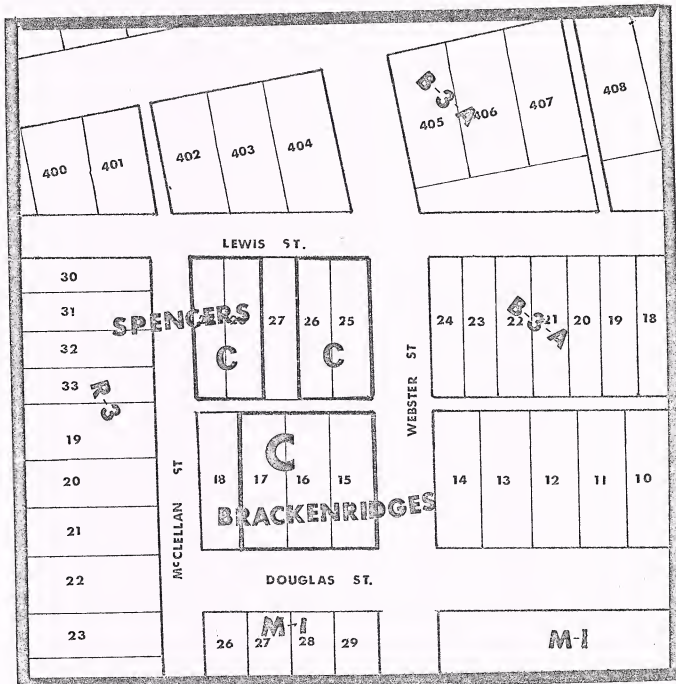 B-3-A
405 406 407 408
402 403 404
400 401
LEWIS ST.
30
31
32
33
R-3
19
20
21
22
23
SPENCERS
27 26 25
C C
24 23 22 21 20 19 18
B-3-A
MCCLELLAN ST
WEBSTER ST
C
18 17 16 15
BRACKENRIDGES
14 13 12 11 10
DOUGLAS ST.
M-I
26 27 28 29
M-I